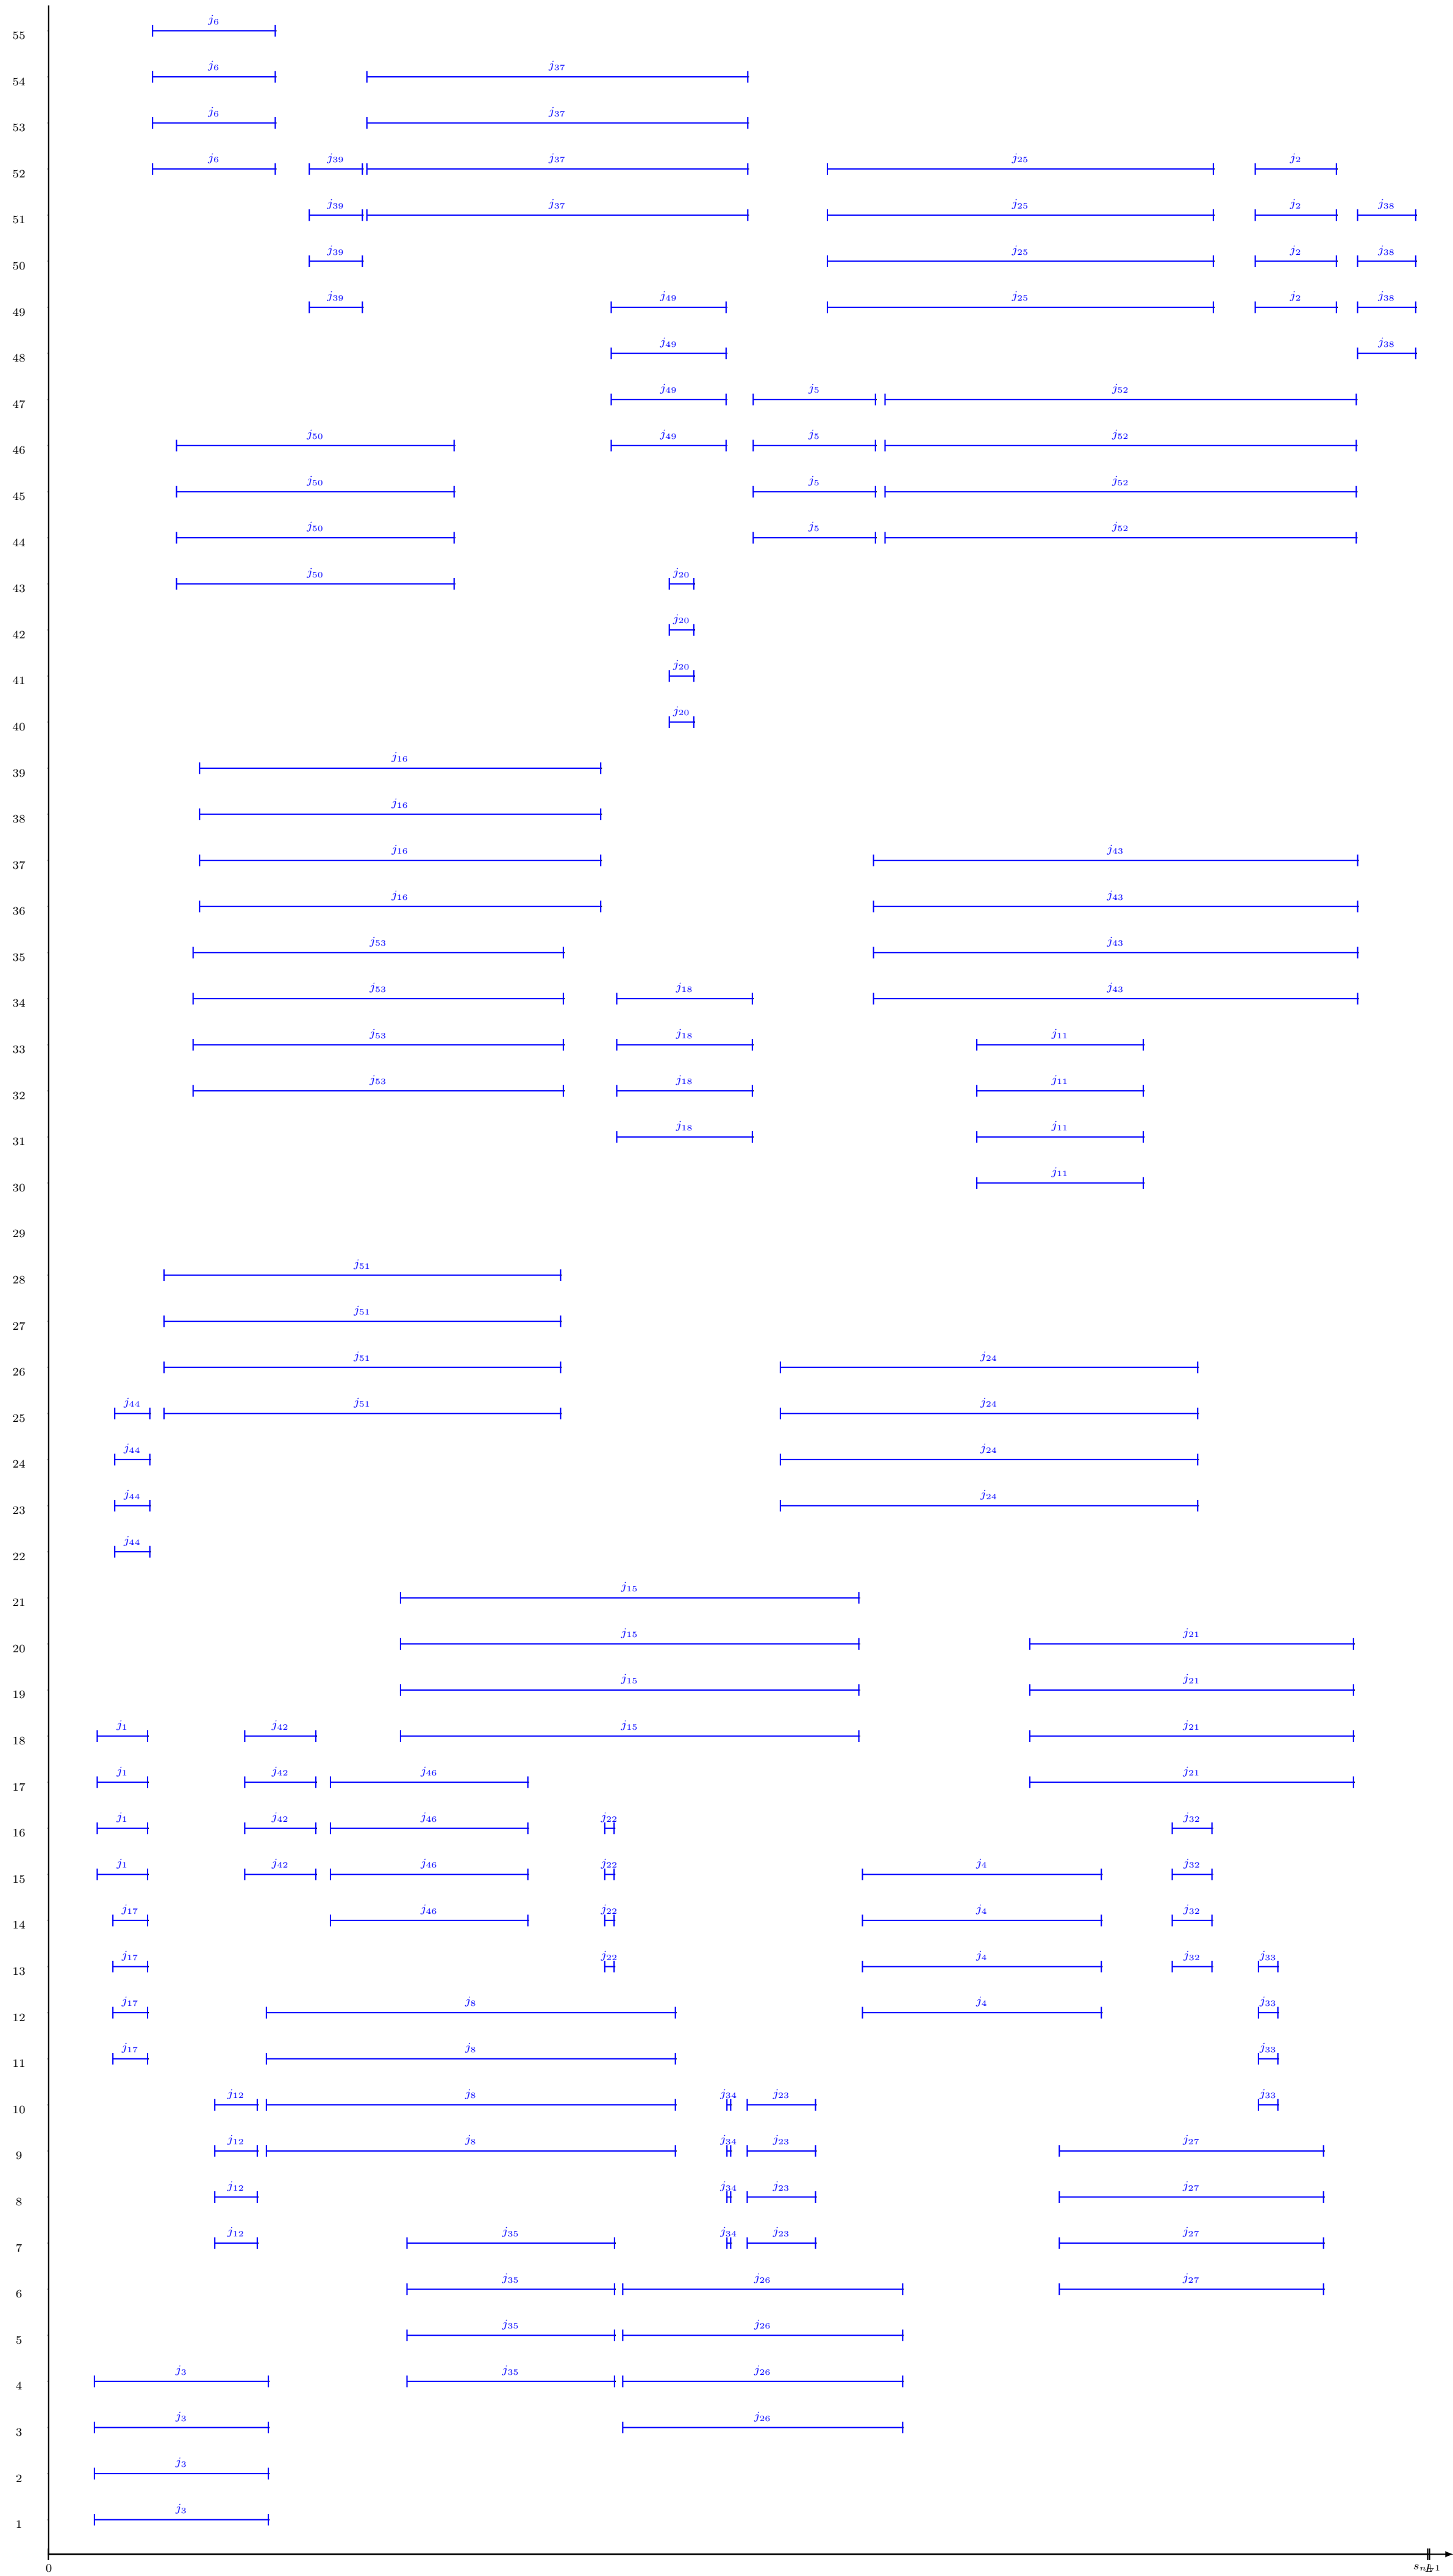 j₆
55
j₆ j₃₇
54
j₆ j₃₇
53
j₆ j₃₉ j₃₇ j₂₅ j₂
52
j₃₉ j₃₇ j₂₅ j₂ j₃₈
51
j₃₉ j₂₅ j₂ j₃₈
50
j₃₉ j₄₉ j₂₅ j₂ j₃₈
49
j₄₉ j₃₈
48
j₄₉ j₅ j₅₂
47
j₅₀ j₄₉ j₅ j₅₂
46
j₅₀ j₅ j₅₂
45
j₅₀ j₅ j₅₂
44
j₅₀ j₂₀
43
j₂₀
42
j₂₀
41
j₂₀
40
j₁₆
39
j₁₆
38
j₁₆ j₄₃
37
j₁₆ j₄₃
36
j₅₃ j₄₃
35
j₅₃ j₁₈ j₄₃
34
j₅₃ j₁₈ j₁₁
33
j₅₃ j₁₈ j₁₁
32
j₁₈ j₁₁
31
j₁₁
30
29
j₅₁
28
j₅₁
27
j₅₁ j₂₄
26
j₄₄ j₅₁ j₂₄
25
j₄₄ j₂₄
24
j₄₄ j₂₄
23
j₄₄
22
j₁₅
21
j₁₅ j₂₁
20
j₁₅ j₂₁
19
j₁ j₄₂ j₁₅ j₂₁
18
j₁ j₄₂ j₄₆ j₂₁
17
j₁ j₄₂ j₄₆ j₂₂ j₃₂
16
j₁ j₄₂ j₄₆ j₂₂ j₄ j₃₂
15
j₁₇ j₄₆ j₂₂ j₄ j₃₂
14
j₁₇ j₂₂ j₄ j₃₂ j₃₃
13
j₁₇ j₈ j₄ j₃₃
12
j₁₇ j₈ j₃₃
11
j₁₂ j₈ j₃₄ j₂₃ j₃₃
10
j₁₂ j₈ j₃₄ j₂₃ j₂₇
9
j₁₂ j₃₄ j₂₃ j₂₇
8
j₁₂ j₃₅ j₃₄ j₂₃ j₂₇
7
j₃₅ j₂₆ j₂₇
6
j₃₅ j₂₆
5
j₃ j₃₅ j₂₆
4
j₃ j₂₆
3
j₃
2
j₃
1
0